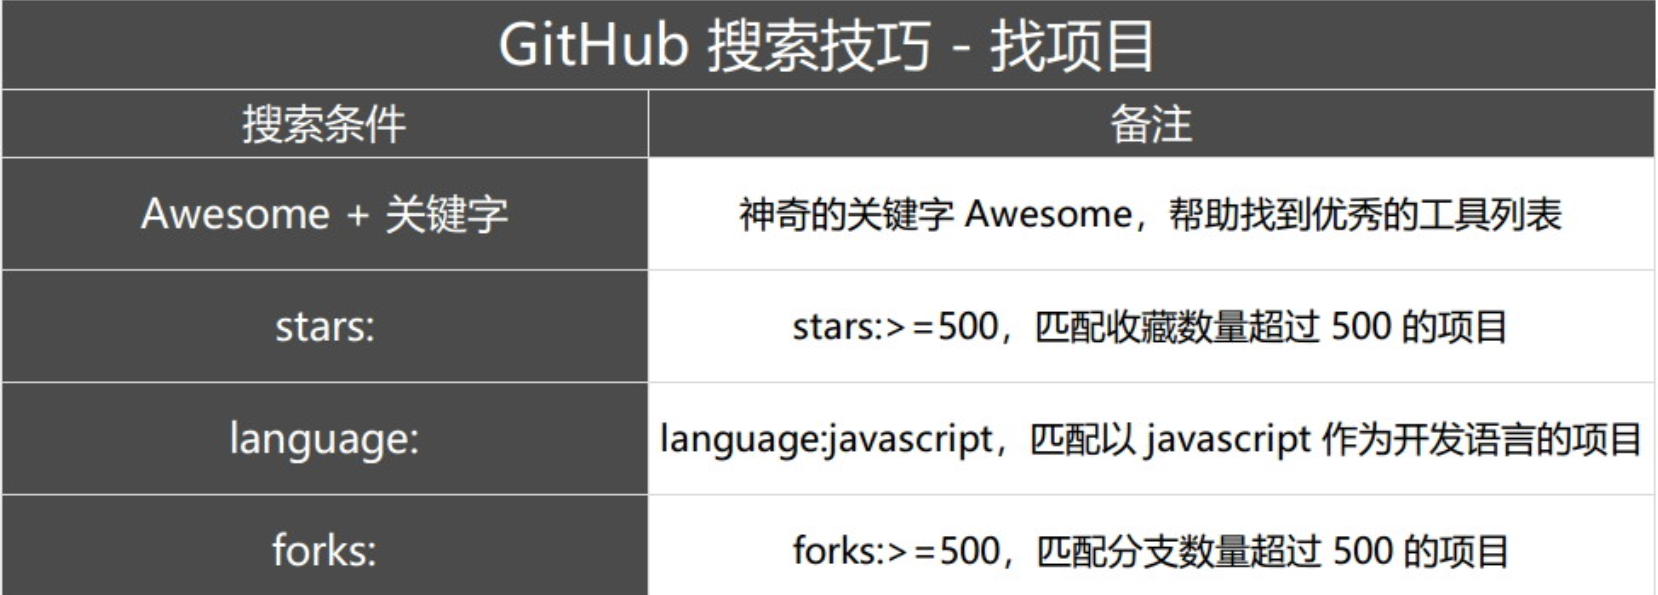 GitHub 搜索技巧 - 找项目
搜索条件
备注
Awesome + 关键字
神奇的关键字 Awesome，帮助找到优秀的工具列表
stars:
stars:>=500，匹配收藏数量超过 500 的项目
language:
language:javascript，匹配以 javascript 作为开发语言的项目
forks:
forks:>=500，匹配分支数量超过 500 的项目